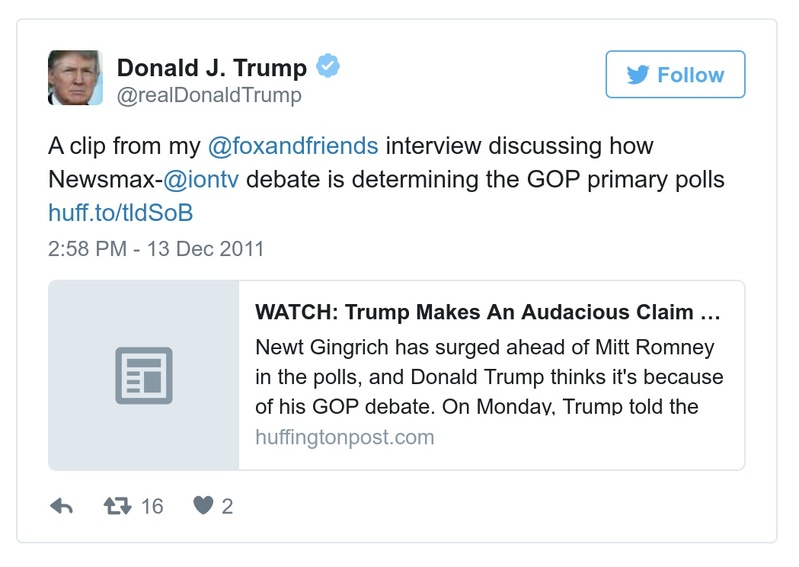 Donald J. Trump
@realDonaldTrump
Follow
A clip from my @foxandfriends interview discussing how
Newsmax-@iontv debate is determining the GOP primary polls
huff.to/tldSoB
2:58 PM - 13 Dec 2011
WATCH: Trump Makes An Audacious Claim ...
Newt Gingrich has surged ahead of Mitt Romney
in the polls, and Donald Trump thinks it's because
of his GOP debate. On Monday, Trump told the
huffingtonpost.com
16
2